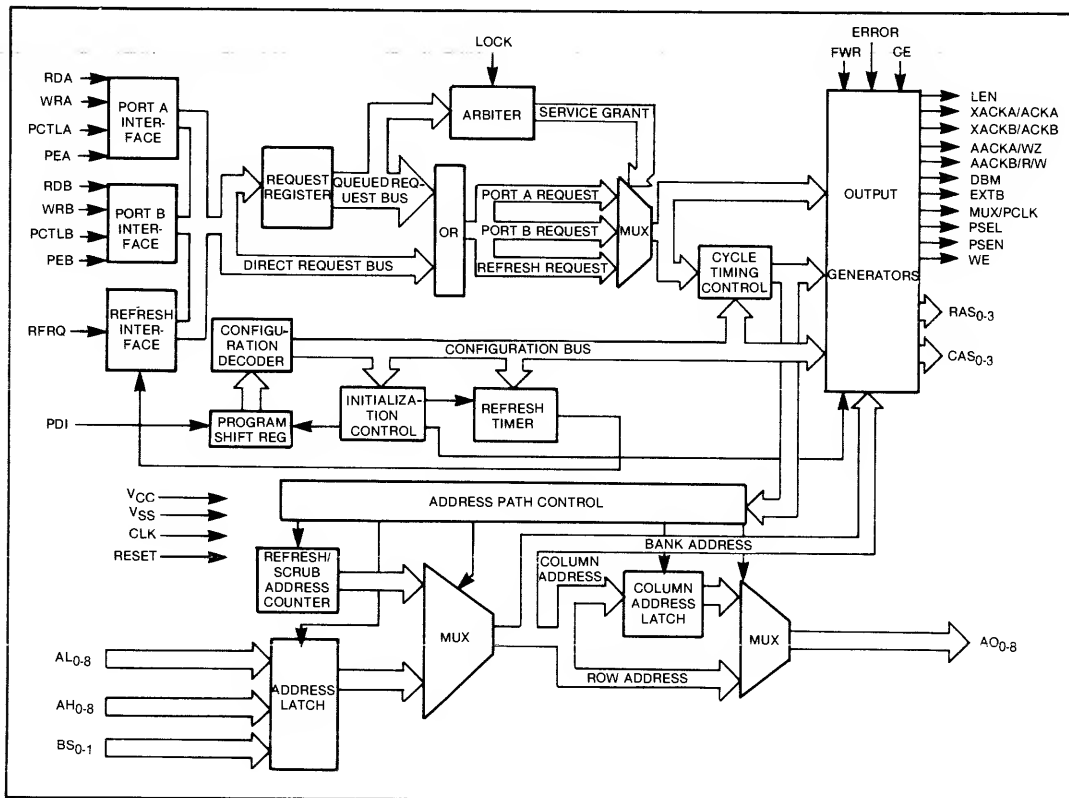 LOCK
ERROR
FWR
CE
RDA
WRA
PCTLA
PEA
PORT A
INTER-
FACE
RDB
WRB
PCTLB
PEB
PORT B
INTER-
FACE
RFRQ
REFRESH
INTER-
FACE
REQUEST
REGISTER
ARBITER
SERVICE GRANT
QUEUED REQ-
UEST BUS
DIRECT REQUEST BUS
OR
PORT A REQUEST
PORT B REQUEST
REFRESH REQUEST
MUX
CYCLE
TIMING
CONTROL
OUTPUT
GENERATORS
LEN
XACKA/ACKA
XACKB/ACKB
AACKA/WZ
AACKB/R/W
DBM
EXTB
MUX/PCLK
PSEL
PSEN
WE
RAS0-3
CAS0-3
CONFIGU-
RATION
DECODER
CONFIGURATION BUS
PDI
PROGRAM
SHIFT REG
INITIALIZA-
TION
CONTROL
REFRESH
TIMER
VCC
VSS
CLK
RESET
ADDRESS PATH CONTROL
REFRESH/
SCRUB
ADDRESS
COUNTER
MUX
BANK ADDRESS
COLUMN
ADDRESS
COLUMN
ADDRESS
LATCH
MUX
ROW ADDRESS
AO0-8
AL0-8
AH0-8
BS0-1
ADDRESS
LATCH